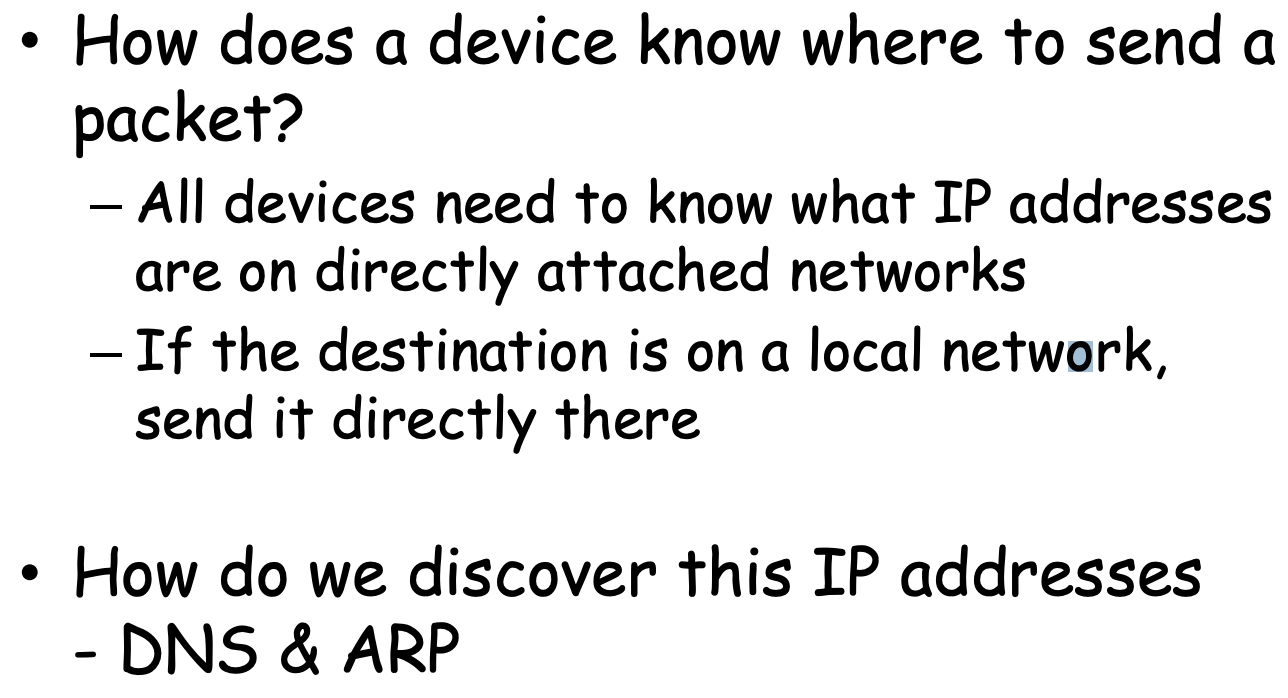 • How does a device know where to send a
packet?
– All devices need to know what IP addresses
are on directly attached networks
– If the destination is on a local network,
send it directly there
• How do we discover this IP addresses
- DNS & ARP